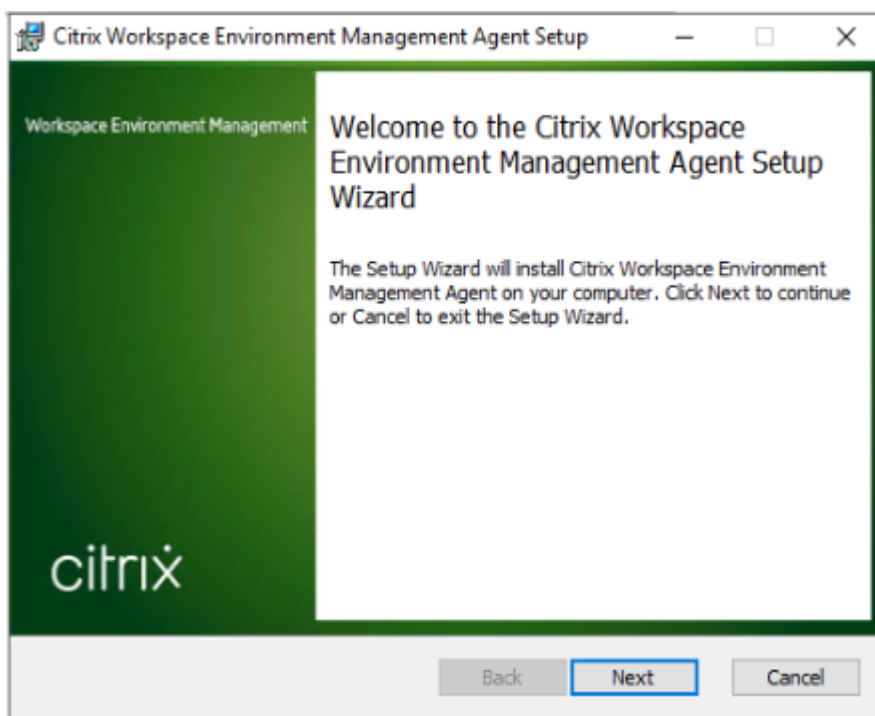 Citrix Workspace Environment Management Agent Setup
Workspace Environment Management
Welcome to the Citrix Workspace
Environment Management Agent Setup
Wizard
The Setup Wizard will install Citrix Workspace Environment
Management Agent on your computer. Click Next to continue
or Cancel to exit the Setup Wizard.
citrix
Back
Next
Cancel